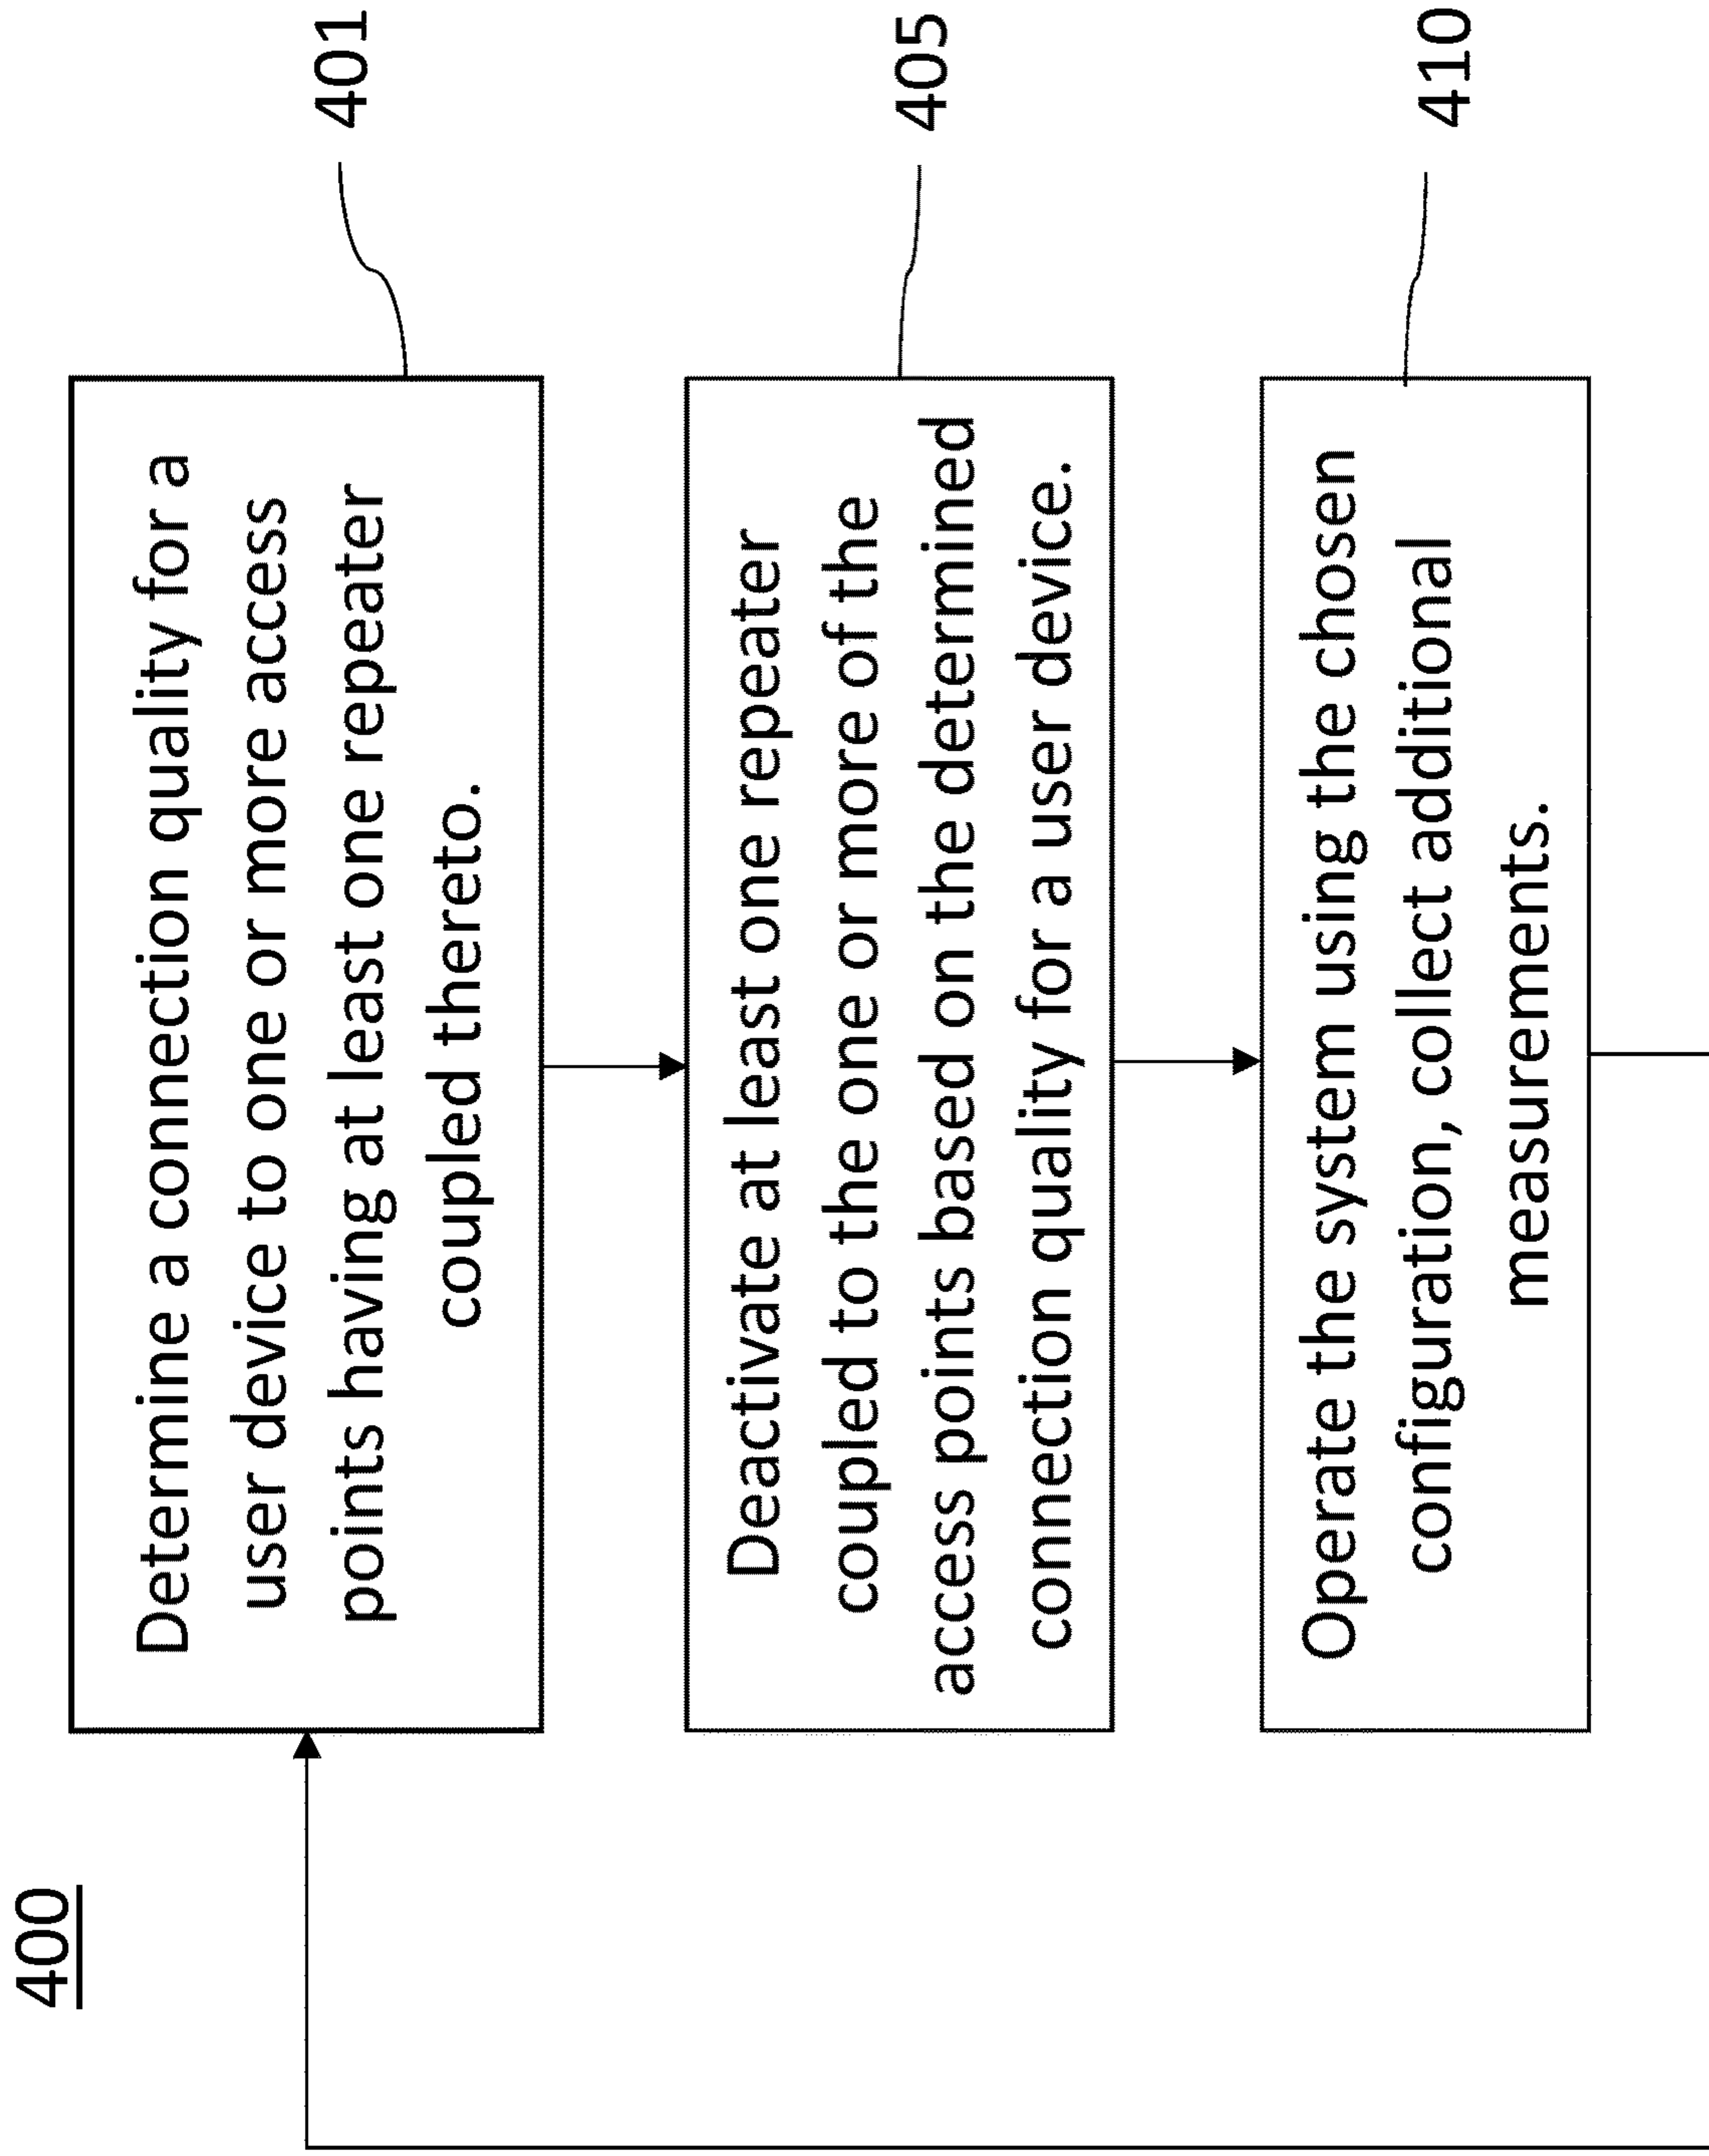 400
Determine a connection quality for a
user device to one or more access
points having at least one repeater
coupled thereto.
401
Deactivate at least one repeater
coupled to the one or more of the
access points based on the determined
connection quality for a user device.
405
Operate the system using the chosen
configuration, collect additional
measurements.
410